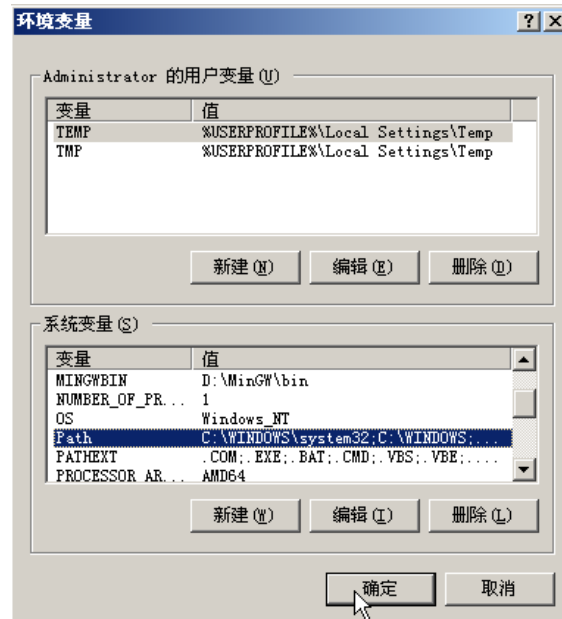 环境变量
Administrator 的用户变量(U)
变量 值
TEMP %USERPROFILE%\Local Settings\Temp
TMP %USERPROFILE%\Local Settings\Temp
新建(N) 编辑(E) 删除(D)
系统变量(S)
变量 值
MINGWBIN D:\MinGW\bin
NUMBER_OF_PR... 1
OS Windows_NT
Path C:\WINDOWS\system32;C:\WINDOWS;...
PATHEXT .COM;.EXE;.BAT;.CMD;.VBS;.VBE;....
PROCESSOR_AR... AMD64
新建(W) 编辑(I) 删除(L)
确定 取消